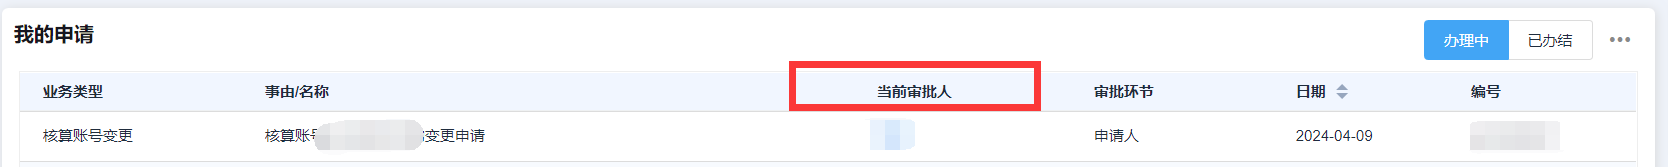 我的申请
办理中 已办结
业务类型 事由/名称 当前审批人 审批环节 日期 编号
核算账号变更 核算账号 变更申请 申请人 2024-04-09